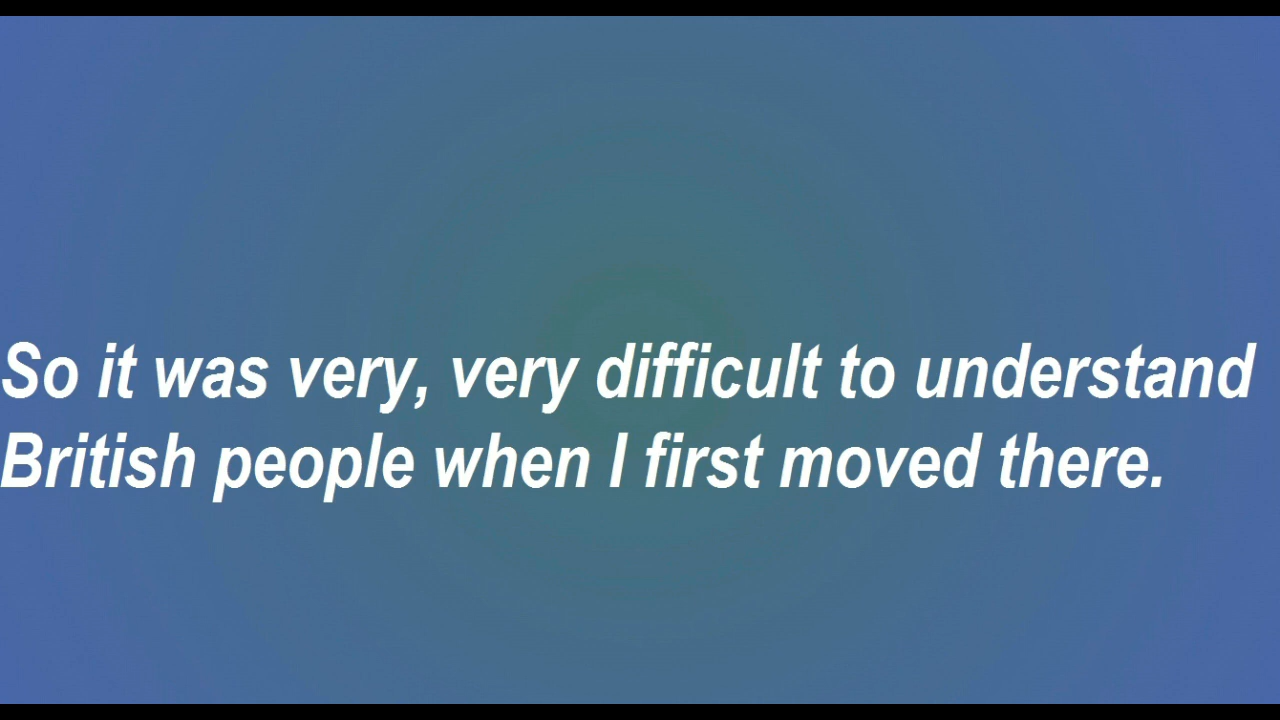 So it was very, very difficult to understand
British people when I first moved there.